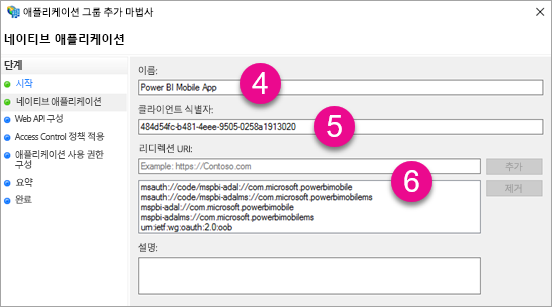 애플리케이션 그룹 추가 마법사
네이티브 애플리케이션
단계
시작
네이티브 애플리케이션
Web API 구성
Access Control 정책 적용
애플리케이션 사용 권한
구성
요약
완료
이름:
Power BI Mobile App
4
클라이언트 식별자:
484d54fc-b481-4eee-9505-0258a1913020
5
리디렉션 URI:
Example: https://Contoso.com
추가
6
msauth://code/mspbi-adal://com.microsoft.powerbimobile
msauth://code/mspbi-adalms://com.microsoft.powerbimobilems
mspbi-adal://com.microsoft.powerbimobile
mspbi-adalms://com.microsoft.powerbimobilems
urn:ietf:wg:oauth:2.0:oob
제거
설명: